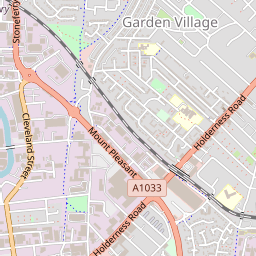 Garden Village
Stoneferry
Cleveland Street
Mount Pleasant
Holderness Road
A1033
Holderness Road